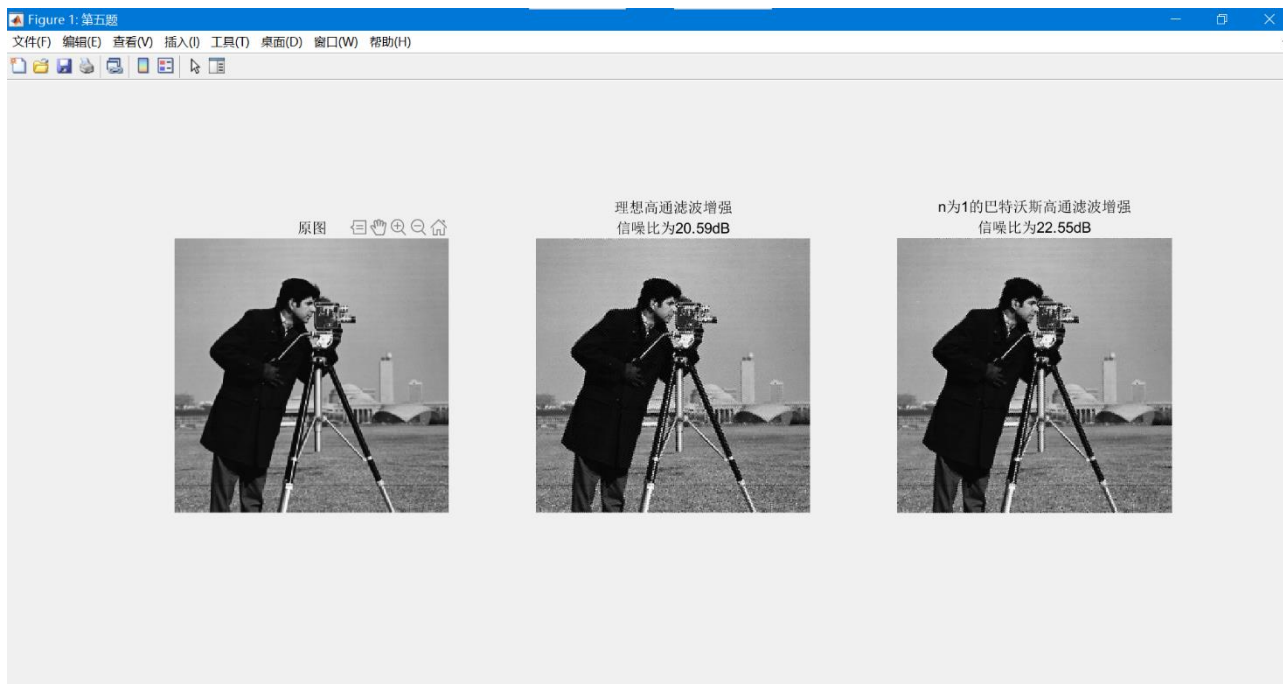 Figure 1: 第五题
文件(F) 编辑(E) 查看(V) 插入(I) 工具(T) 桌面(D) 窗口(W) 帮助(H)
原图
理想高通滤波增强
信噪比为20.59dB
n为1的巴特沃斯高通滤波增强
信噪比为22.55dB